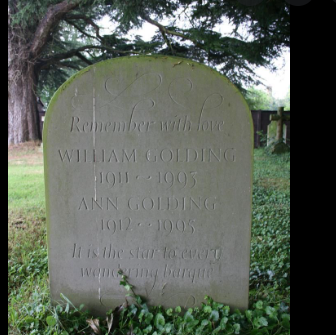 Remember with love
WILLIAM GOLDING
1911 · · 1993
ANN GOLDING
1912 · · 1995
It is the star to every
wandering barque